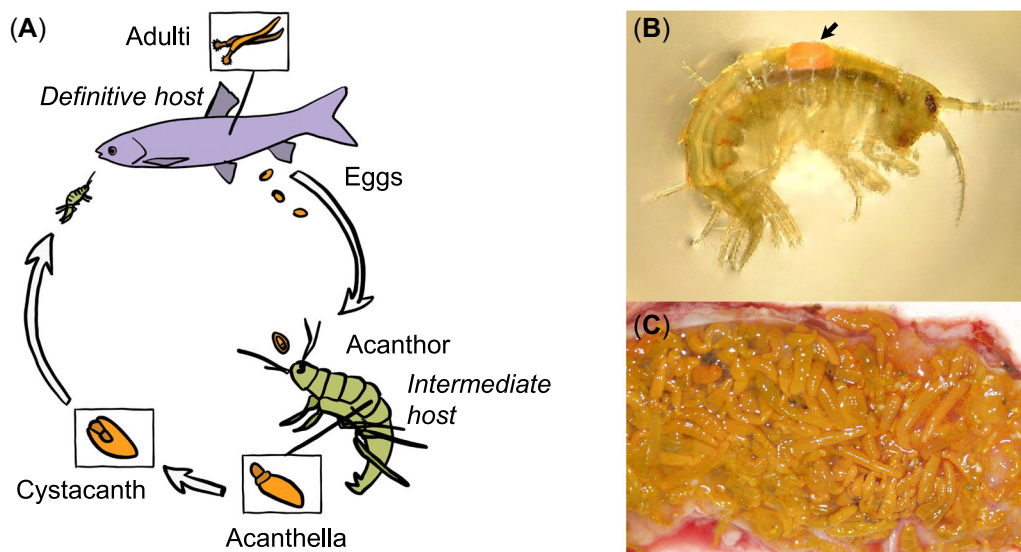 (A)
Adulti
Definitive host
Eggs
Acanthor
Intermediate
host
Cystacanth
Acanthella
(B)
(C)